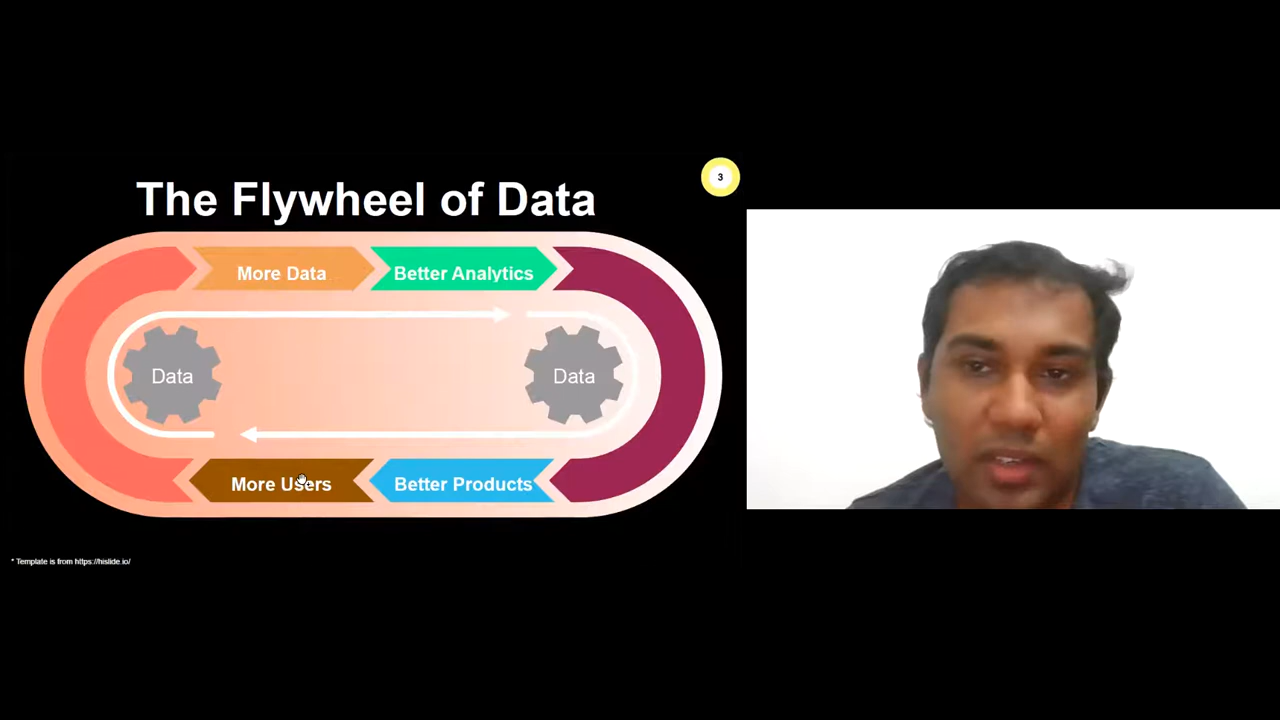 The Flywheel of Data
3
More Data
Better Analytics
Data
Data
More Users
Better Products
* Template is from https://hislide.io/